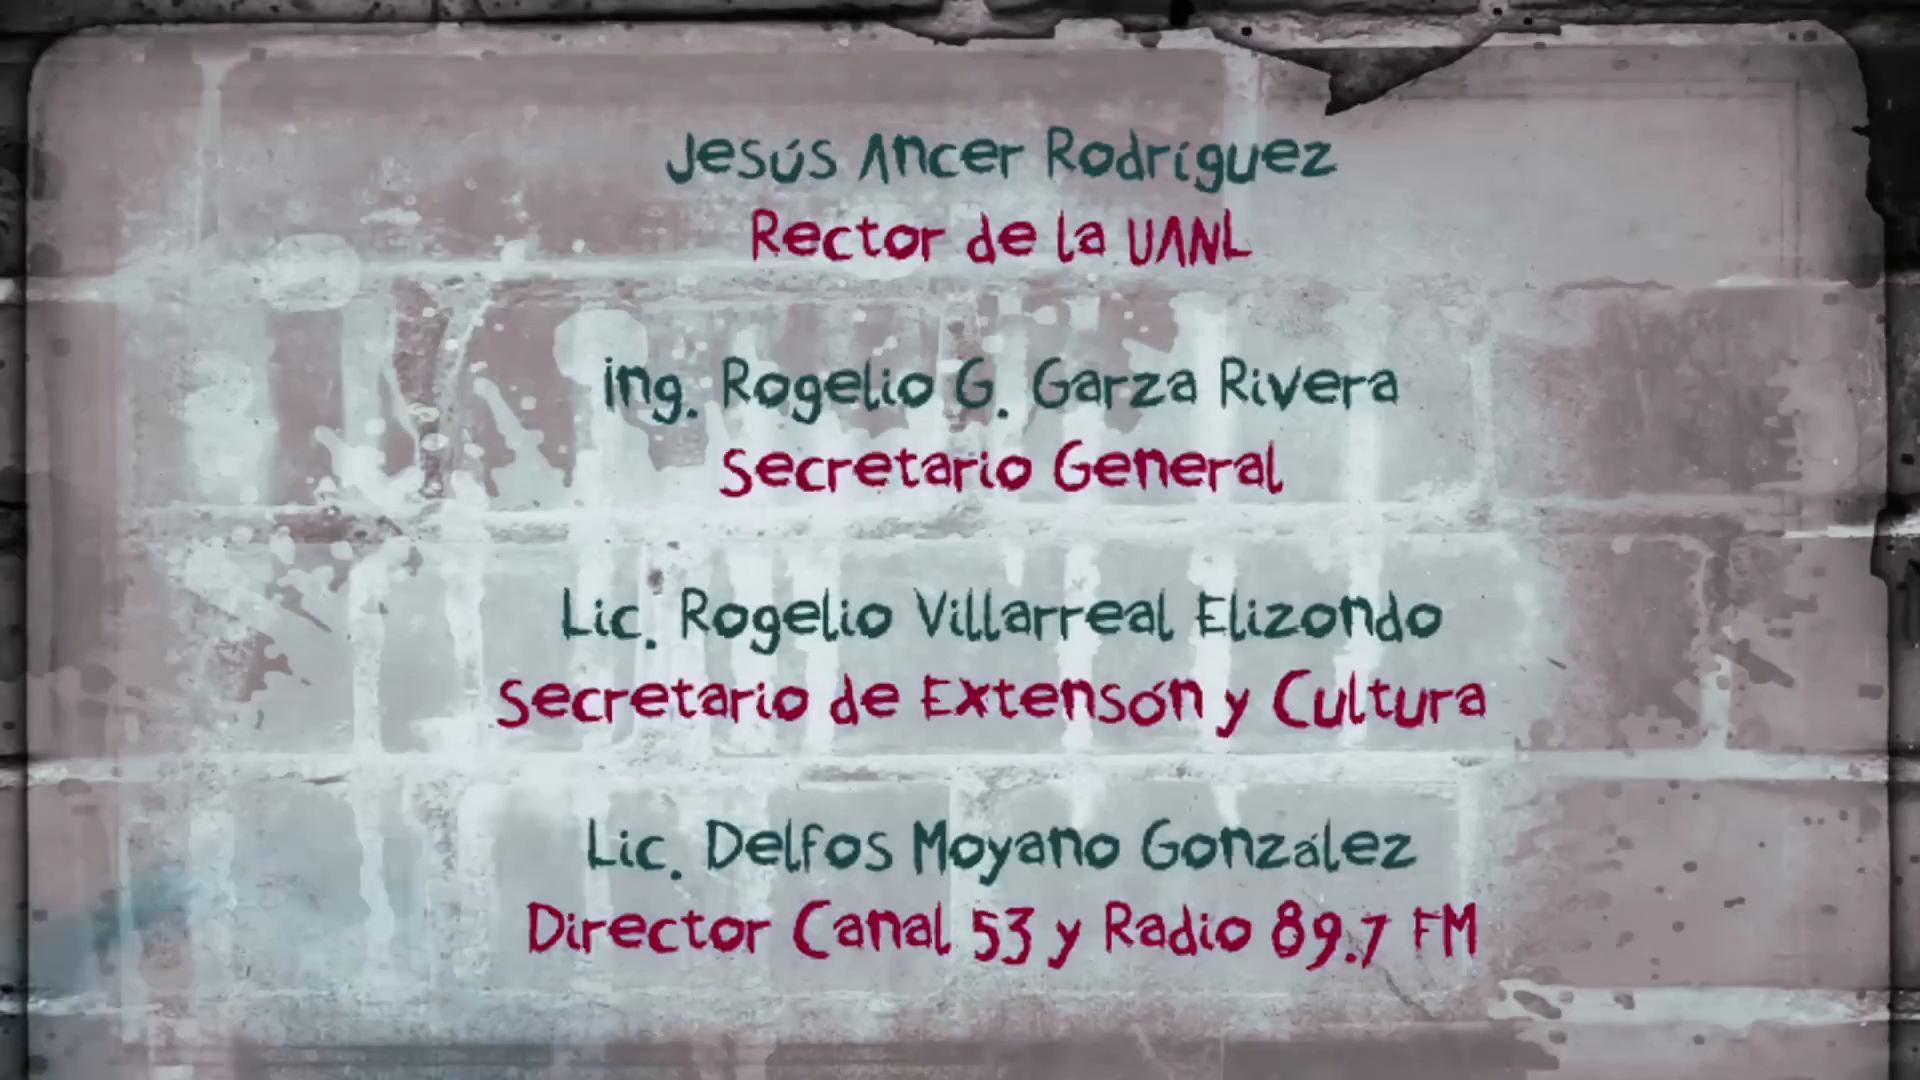 Jesús Ancer Rodríguez
Rector de la UANL
ing. Rogelio G. Garza Rivera
Secretario General
Lic. Rogelio Villarreal Elizondo
Secretario de Extensón y Cultura
Lic. Delfos Moyano González
Director Canal 53 y Radio 89.7 FM